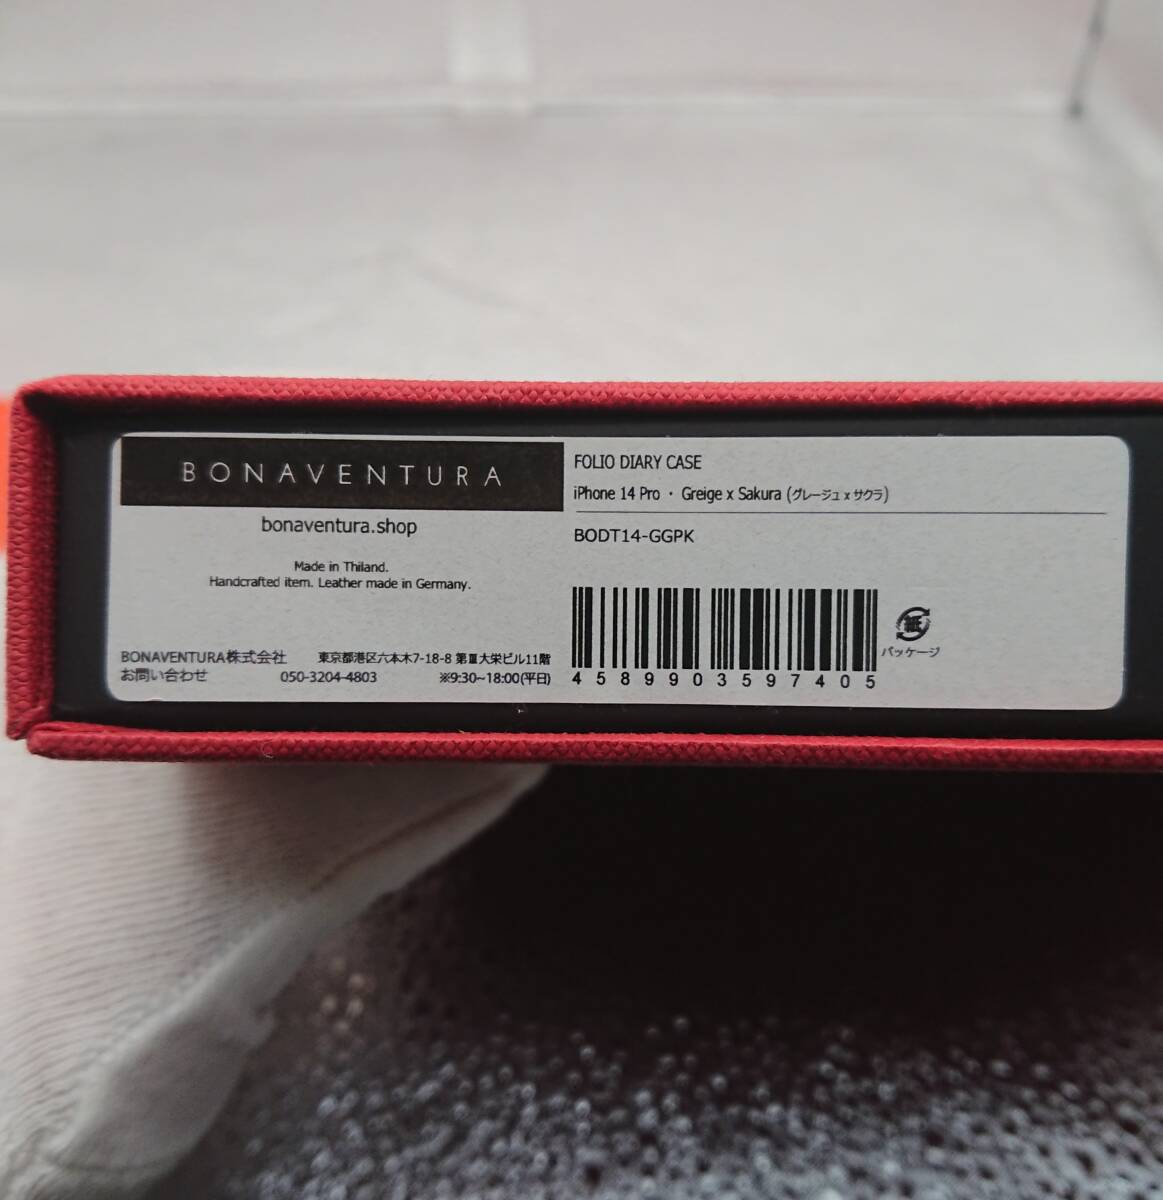 BONAVENTURA
bonaventura.shop
Made in Thiland.
Handcrafted item. Leather made in Germany.
BONAVENTURA株式会社 東京都港区六本木7-18-8 第Ⅲ大栄ビル11階
お問い合わせ 050-3204-4803 ※9:30~18:00(平日)
FOLIO DIARY CASE
iPhone 14 Pro・Greige x Sakura (グレージュ x サクラ)
BODT14-GGPK
4589903597405
紙
パッケージ